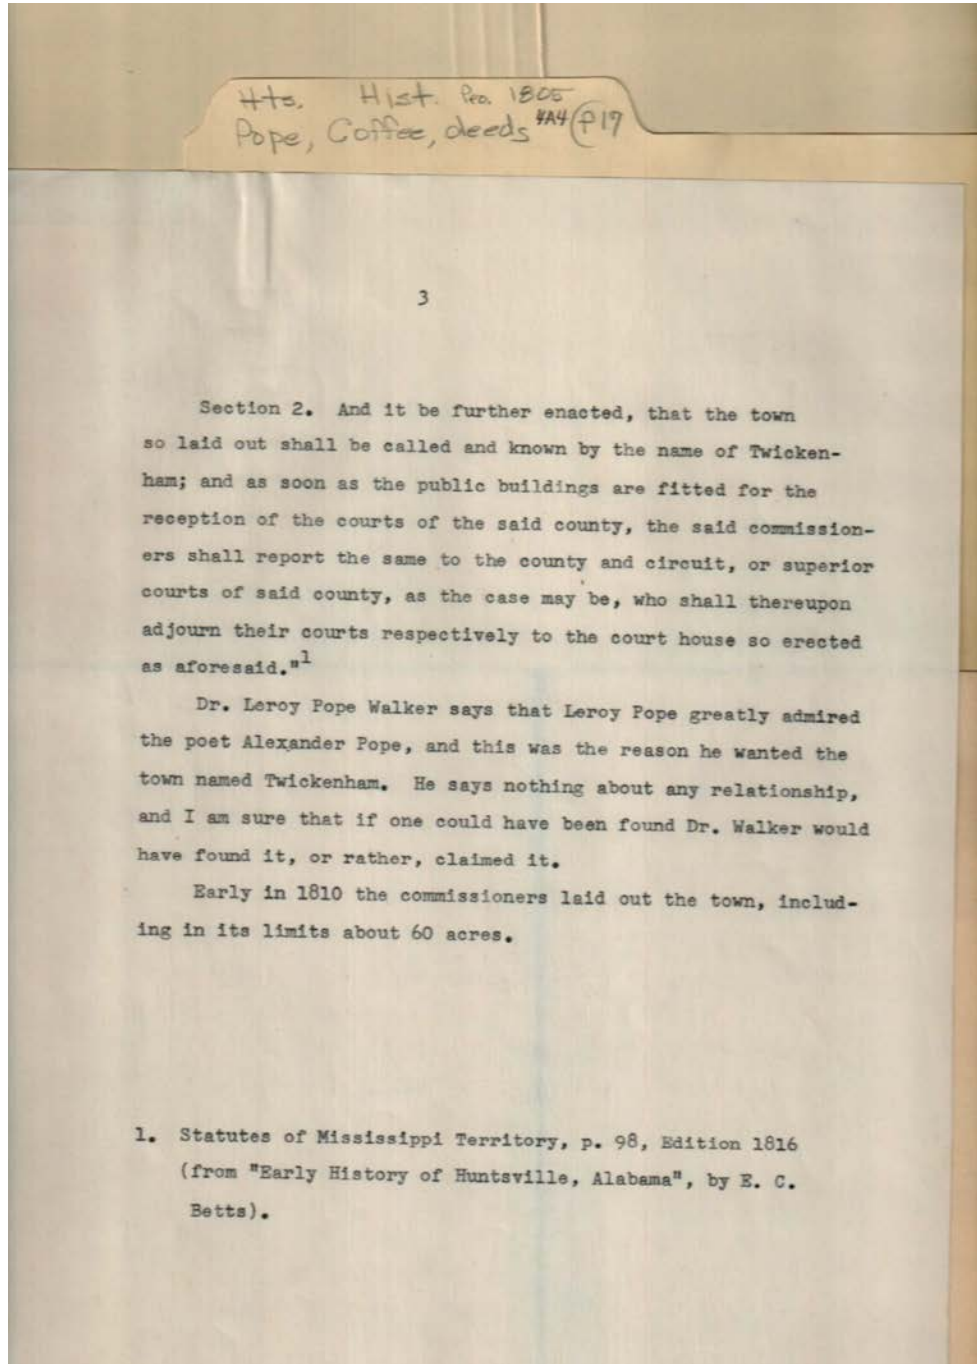 Hts. Hist. Peo. 1805
Pope, Coffee, deeds 4A4 P17
3
Section 2. And it be further enacted, that the town
so laid out shall be called and known by the name of Twicken-
ham; and as soon as the public buildings are fitted for the
reception of the courts of the said county, the said commission-
ers shall report the same to the county and circuit, or superior
courts of said county, as the case may be, who shall thereupon
adjourn their courts respectively to the court house so erected
as aforesaid."1
Dr. Leroy Pope Walker says that Leroy Pope greatly admired
the poet Alexander Pope, and this was the reason he wanted the
town named Twickenham. He says nothing about any relationship,
and I am sure that if one could have been found Dr. Walker would
have found it, or rather, claimed it.
Early in 1810 the commissioners laid out the town, includ-
ing in its limits about 60 acres.
1. Statutes of Mississippi Territory, p. 98, Edition 1816
(from "Early History of Huntsville, Alabama", by E. C.
Betts).